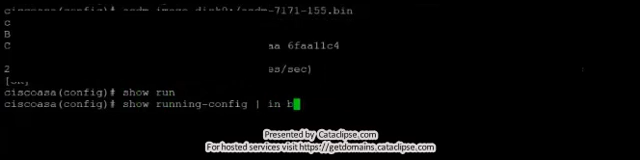 ciscoasa(config)# asdm image disk0:/asdm-7171-155.bin
C
B
C aa 6faa11c4
2 es/sec)
[OK]
ciscoasa(config)# show run
ciscoasa(config)# show running-config | in b
Presented by Cataclipse.com
For hosted services visit https://getdomains.cataclipse.com